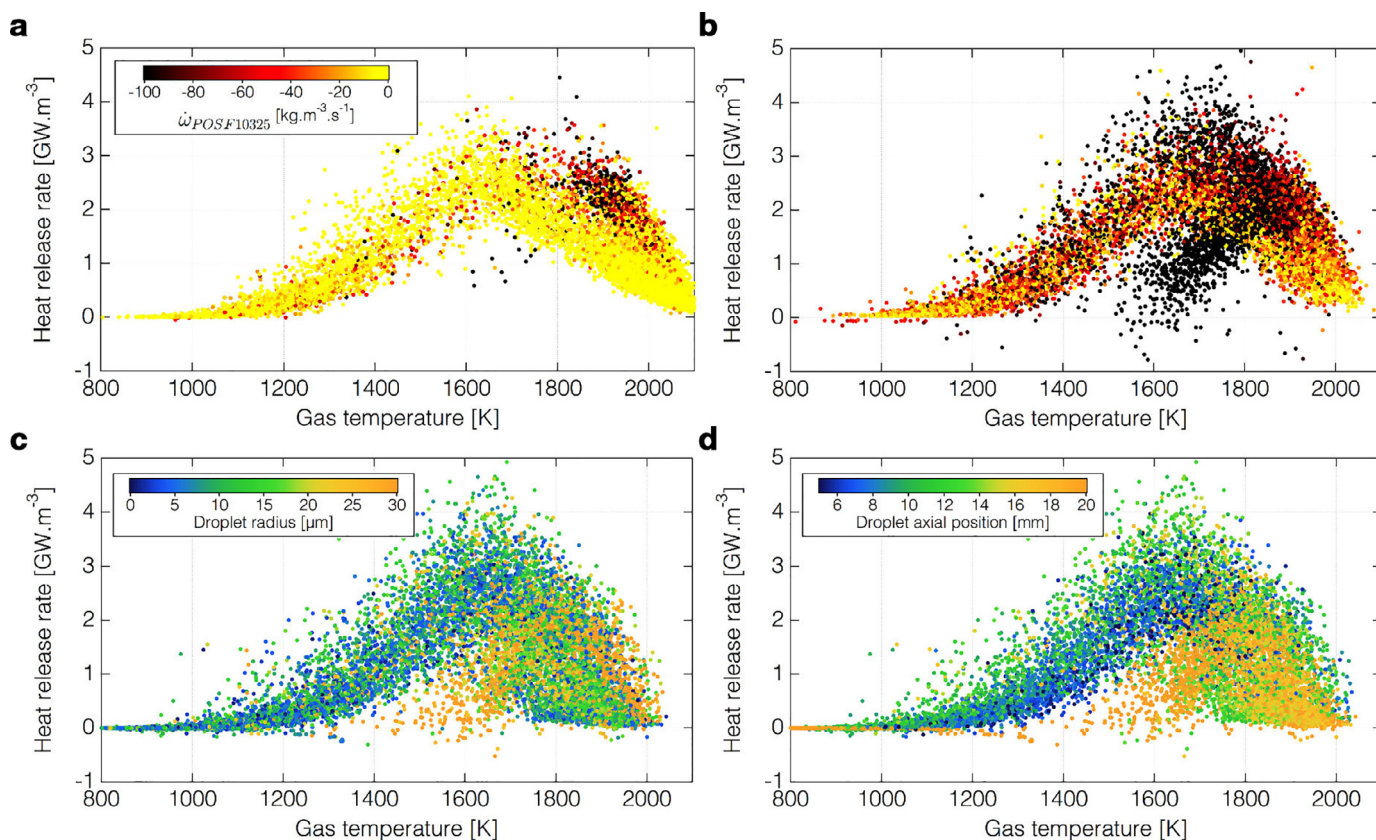 a
5
4
3
2
1
0
-1
Heat release rate [GW.m-3]
-100 -80 -60 -40 -20 0
ω̇POSF10325 [kg.m-3.s-1]
800 1000 1200 1400 1600 1800 2000
Gas temperature [K]
b
5
4
3
2
1
0
-1
Heat release rate [GW.m-3]
800 1000 1200 1400 1600 1800 2000
Gas temperature [K]
c
5
4
3
2
1
0
-1
Heat release rate [GW.m-3]
0 5 10 15 20 25 30
Droplet radius [µm]
800 1000 1200 1400 1600 1800 2000
Gas temperature [K]
d
5
4
3
2
1
0
-1
Heat release rate [GW.m-3]
6 8 10 12 14 16 18 20
Droplet axial position [mm]
800 1000 1200 1400 1600 1800 2000
Gas temperature [K]